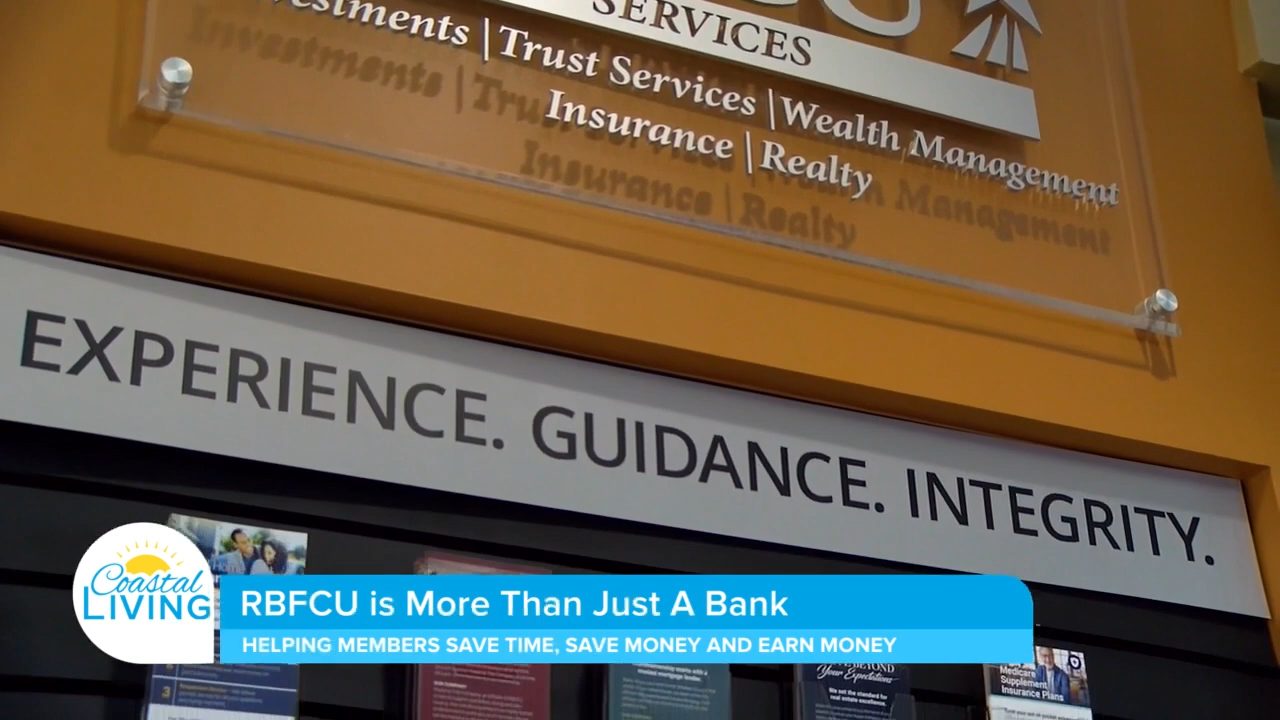 SERVICES
Trust Services | Wealth Management
Insurance | Realty
EXPERIENCE. GUIDANCE. INTEGRITY.
Coastal
LIVING
RBFCU is More Than Just A Bank
HELPING MEMBERS SAVE TIME, SAVE MONEY AND EARN MONEY
Your Expectations
We set the standard for
real estate excellence.
Medicare
Supplement
Insurance Plans